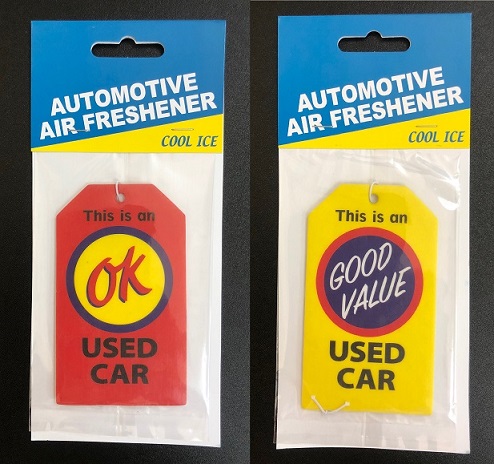 AUTOMOTIVE
AIR FRESHENER
COOL ICE
This is an
OK
USED
CAR
AUTOMOTIVE
AIR FRESHENER
COOL ICE
This is an
GOOD
VALUE
USED
CAR